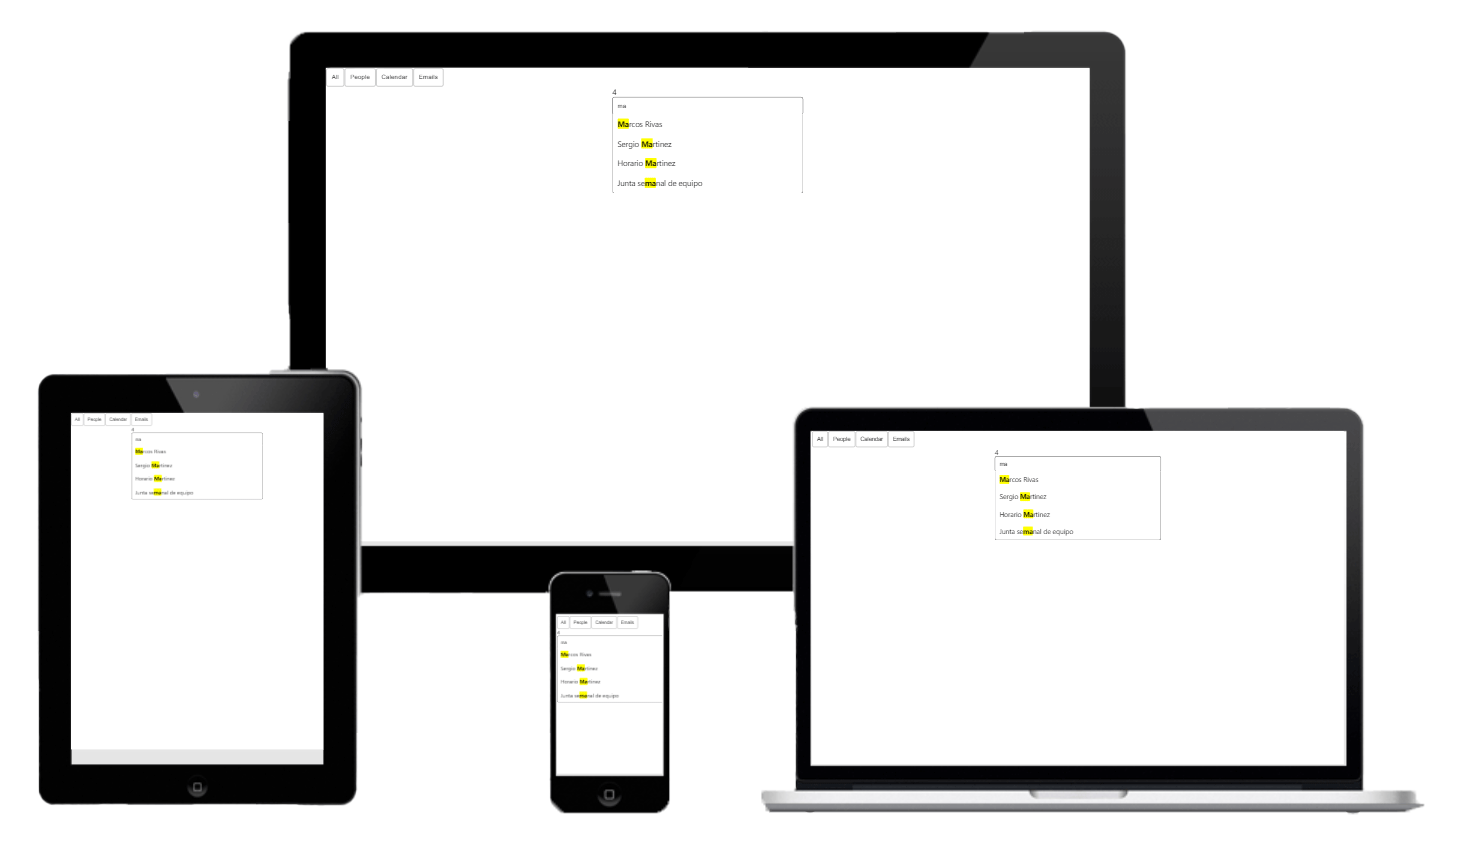 All People Calendar Emails
4
ma
Marcos Rivas
Sergio Martinez
Horario Martinez
Junta semanal de equipo
All People Calendar Emails
4
ma
Marcos Rivas
Sergio Martinez
Horario Martinez
Junta semanal de equipo
All People Calendar Emails
4
ma
Marcos Rivas
Sergio Martinez
Horario Martinez
Junta semanal de equipo
All People Calendar Emails
4
ma
Marcos Rivas
Sergio Martinez
Horario Martinez
Junta semanal de equipo